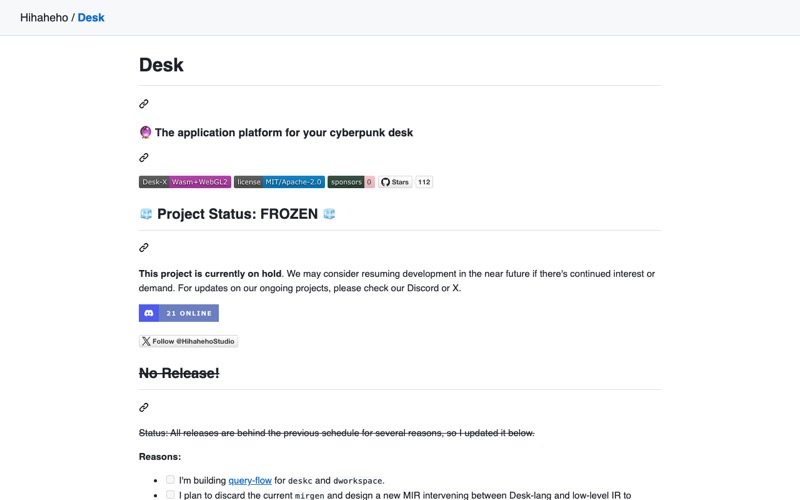 Hihaheho / Desk
Desk
🔮 The application platform for your cyberpunk desk
Desk-X Wasm+WebGL2 license MIT/Apache-2.0 sponsors 0 Stars 112
🧊 Project Status: FROZEN 🧊
This project is currently on hold. We may consider resuming development in the near future if there's continued interest or
demand. For updates on our ongoing projects, please check our Discord or X.
21 ONLINE
Follow @HihahehoStudio
No Release!
Status: All releases are behind the previous schedule for several reasons, so I updated it below.
Reasons:
I'm building query-flow for deskc and dworkspace.
I plan to discard the current mirgen and design a new MIR intervening between Desk-lang and low-level IR to